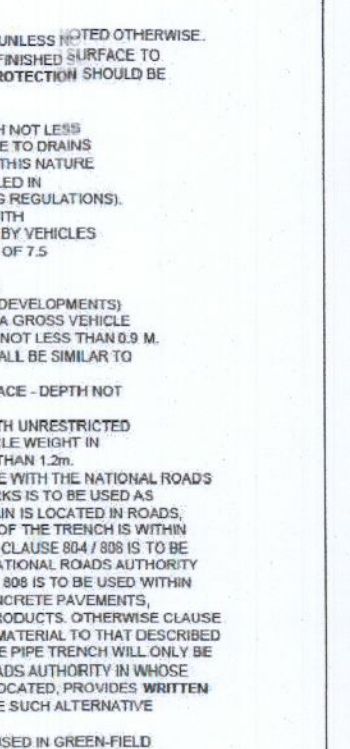 UNLESS NOTED OTHERWISE.
FINISHED SURFACE TO
ROTECTION SHOULD BE
H NOT LESS
E TO DRAINS
THIS NATURE
LED IN
G REGULATIONS).
ITH
BY VEHICLES
OF 7.5
DEVELOPMENTS)
A GROSS VEHICLE
NOT LESS THAN 0.9 M.
ALL BE SIMILAR TO
ACE - DEPTH NOT
TH UNRESTRICTED
LE WEIGHT IN
THAN 1.2m.
E WITH THE NATIONAL ROADS
RKS IS TO BE USED AS
IN IS LOCATED IN ROADS,
OF THE TRENCH IS WITHIN
CLAUSE 804 / 808 IS TO BE
ATIONAL ROADS AUTHORITY
808 IS TO BE USED WITHIN
NCRETE PAVEMENTS,
RODUCTS. OTHERWISE CLAUSE
MATERIAL TO THAT DESCRIBED
E PIPE TRENCH WILL ONLY BE
ADS AUTHORITY IN WHOSE
OCATED, PROVIDES WRITTEN
E SUCH ALTERNATIVE
USED IN GREEN-FIELD